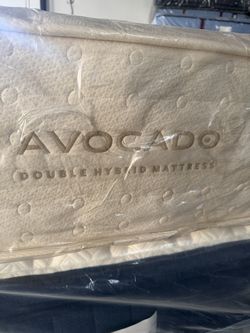 AVOCADO
DOUBLE HYBRID MATTRESS